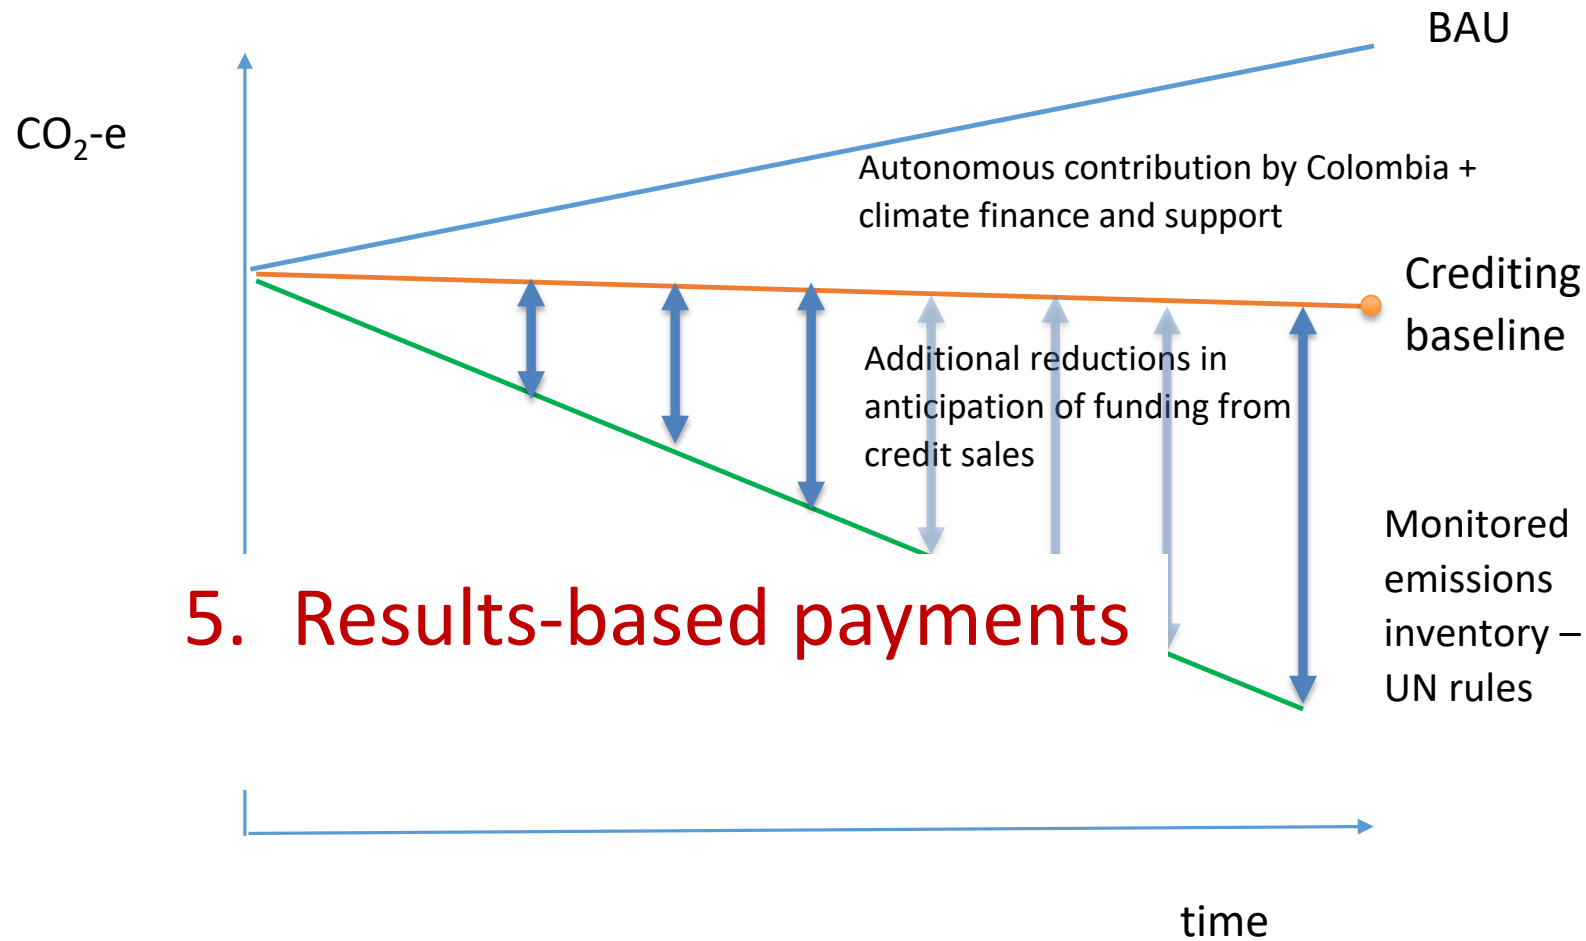 BAU
CO₂-e
Autonomous contribution by Colombia +
climate finance and support
Crediting
baseline
Additional reductions in
anticipation of funding from
credit sales
Monitored
emissions
inventory –
UN rules
5. Results-based payments
time